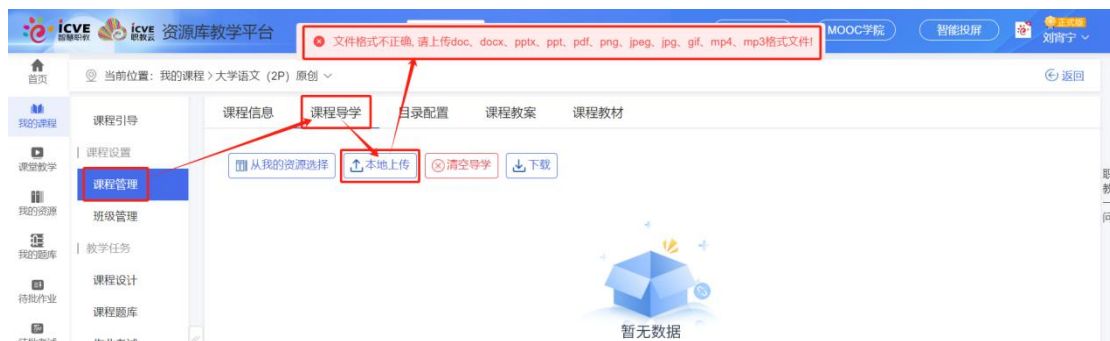 icve 智慧职教 icve 职教云 资源库教学平台
MOOC学院 智能投屏 正式版
刘宵宁
文件格式不正确, 请上传doc、docx、pptx、ppt、pdf、png、jpeg、jpg、gif、mp4、mp3格式文件!
首页
当前位置：我的课程 > 大学语文 (2P) 原创
返回
我的课程
课堂教学
我的资源
我的题库
待批作业
课程引导
课程设置
课程管理
班级管理
教学任务
课程设计
课程题库
课程信息 课程导学 目录配置 课程教案 课程教材
从我的资源选择 本地上传 清空导学 下载
暂无数据
职
教
一
问